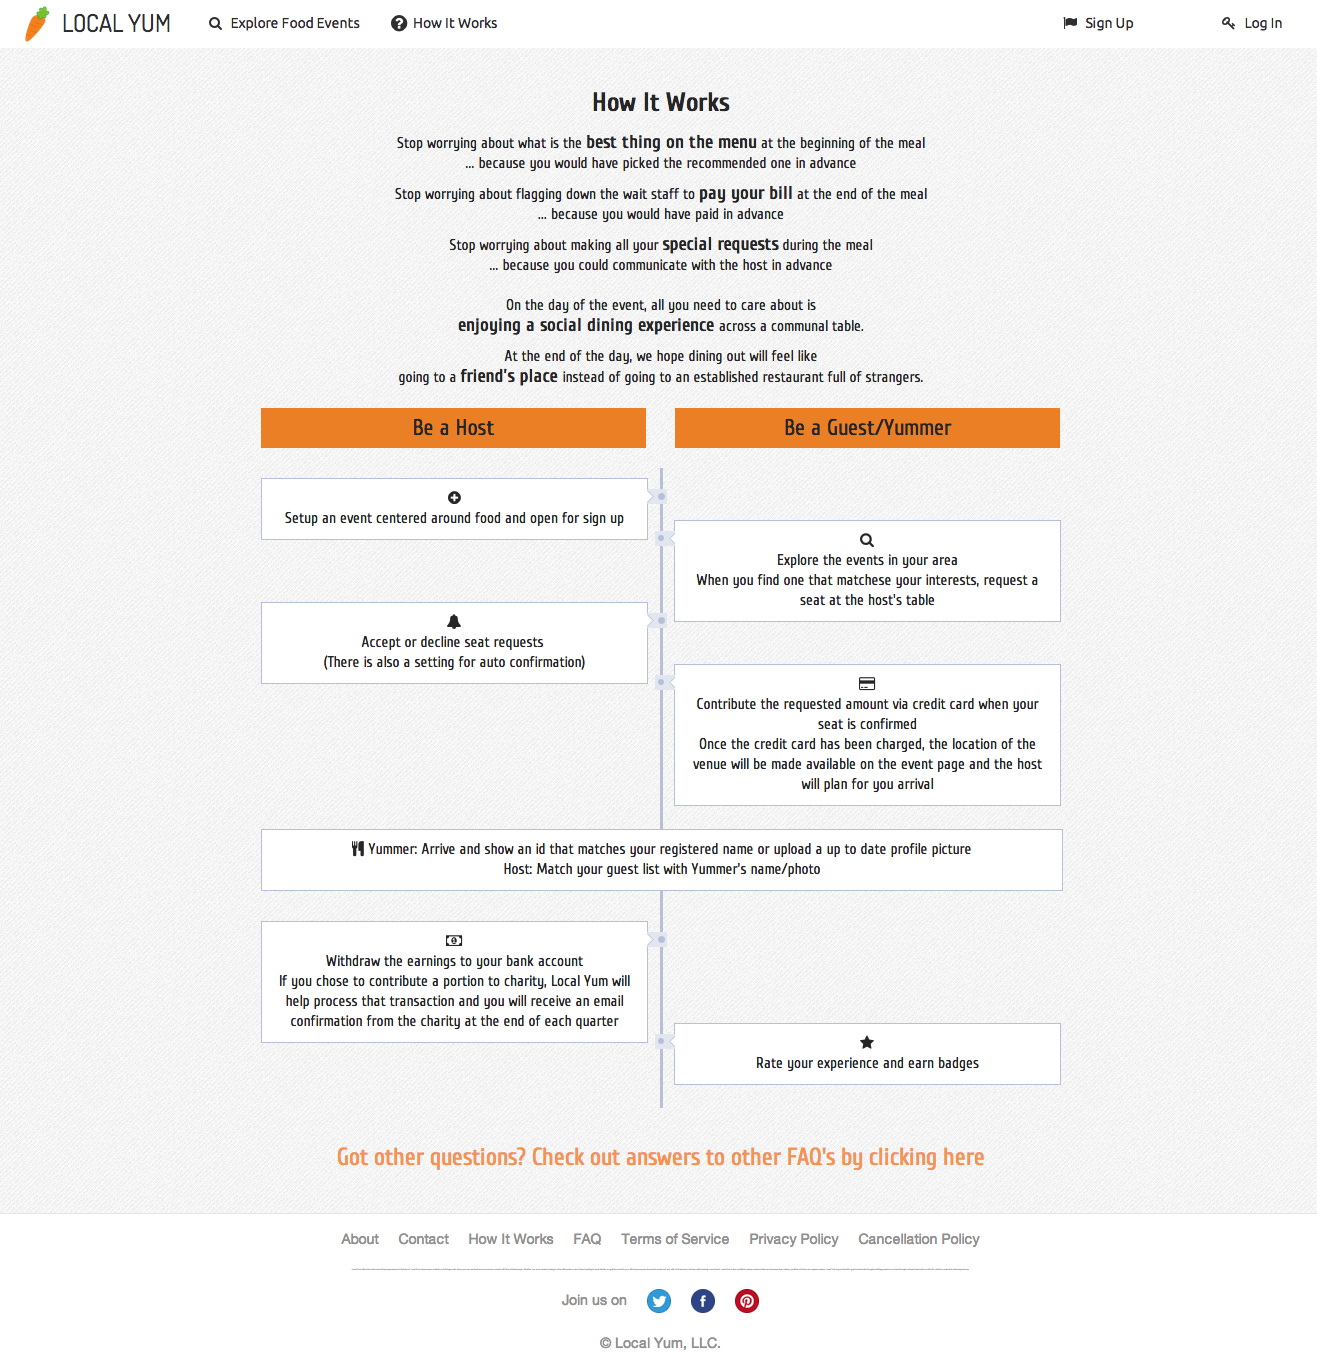 LOCAL YUM
Explore Food Events
How It Works
Sign Up
Log In
How It Works
Stop worrying about what is the best thing on the menu at the beginning of the meal
... because you would have picked the recommended one in advance
Stop worrying about flagging down the wait staff to pay your bill at the end of the meal
... because you would have paid in advance
Stop worrying about making all your special requests during the meal
... because you could communicate with the host in advance
On the day of the event, all you need to care about is
enjoying a social dining experience across a communal table.
At the end of the day, we hope dining out will feel like
going to a friend's place instead of going to an established restaurant full of strangers.
Be a Host
Be a Guest/Yummer
Setup an event centered around food and open for sign up
Explore the events in your area
When you find one that matchese your interests, request a
seat at the host's table
Accept or decline seat requests
(There is also a setting for auto confirmation)
Contribute the requested amount via credit card when your
seat is confirmed
Once the credit card has been charged, the location of the
venue will be made available on the event page and the host
will plan for you arrival
Yummer: Arrive and show an id that matches your registered name or upload a up to date profile picture
Host: Match your guest list with Yummer's name/photo
Withdraw the earnings to your bank account
If you chose to contribute a portion to charity, Local Yum will
help process that transaction and you will receive an email
confirmation from the charity at the end of each quarter
Rate your experience and earn badges
Got other questions? Check out answers to other FAQ's by clicking here
About Contact How It Works FAQ Terms of Service Privacy Policy Cancellation Policy
Join us on
© Local Yum, LLC.